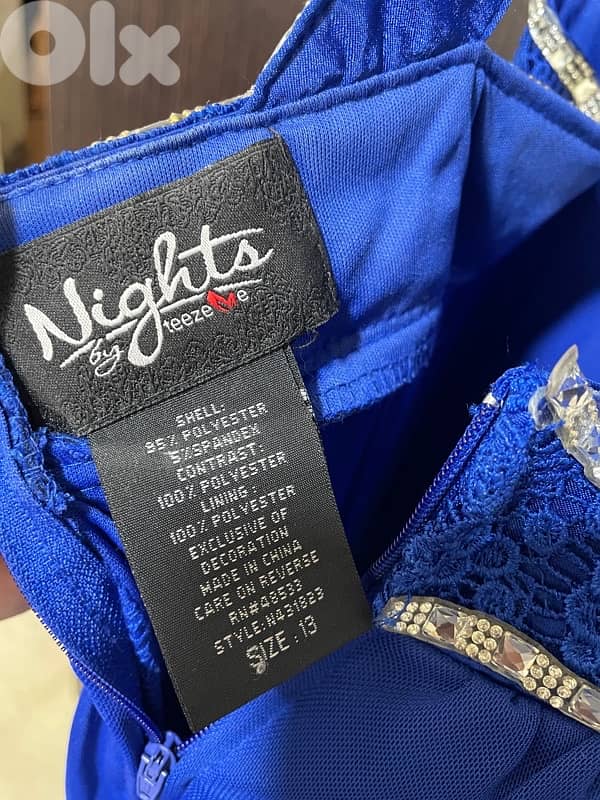 Olx
Nights
by TeezeMe
SHELL:
95% POLYESTER
5%SPANDEX
CONTRAST:
100% POLYESTER
LINING:
100% POLYESTER
EXCLUSIVE OF
DECORATION
MADE IN CHINA
CARE ON REVERSE
RN#48533
STYLE:N431833
SIZE:13